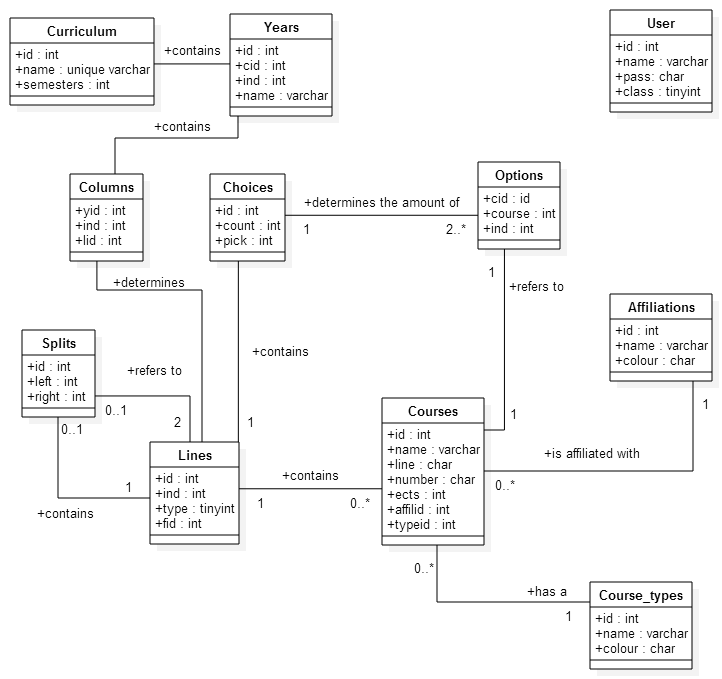 Curriculum
+id : int
+name : unique varchar
+semesters : int
+contains
Years
+id : int
+cid : int
+ind : int
+name : varchar
User
+id : int
+name : varchar
+pass: char
+class : tinyint
+contains
Columns
+yid : int
+ind : int
+lid : int
Choices
+id : int
+count : int
+pick : int
+determines the amount of
1
2..*
Options
+cid : id
+course : int
+ind : int
1
+refers to
+determines
+contains
Affiliations
+id : int
+name : varchar
+colour : char
Splits
+id : int
+left : int
+right : int
+refers to
0..1
2
0..1
1
+contains
1
Lines
+id : int
+ind : int
+type : tinyint
+fid : int
+contains
1
0..*
Courses
+id : int
+name : varchar
+line : char
+number : char
+ects : int
+affilid : int
+typeid : int
1
1
+is affiliated with
0..*
0..*
+has a
1
Course_types
+id : int
+name : varchar
+colour : char